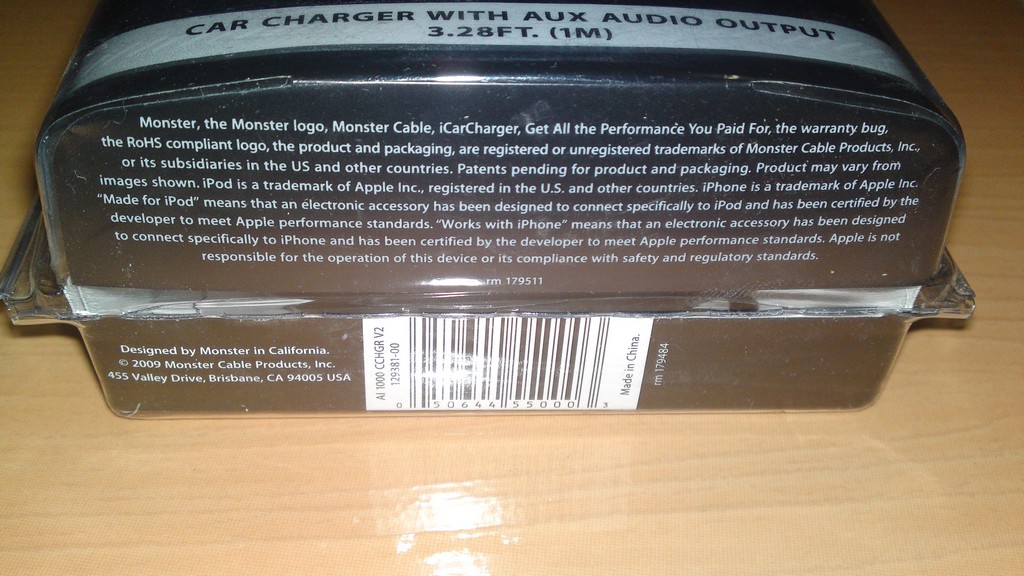 CAR CHARGER WITH AUX AUDIO OUTPUT
3.28FT. (1M)
Monster, the Monster logo, Monster Cable, iCarCharger, Get All the Performance You Paid For, the warranty bug,
the RoHS compliant logo, the product and packaging, are registered or unregistered trademarks of Monster Cable Products, Inc.,
or its subsidiaries in the US and other countries. Patents pending for product and packaging. Product may vary from
images shown. iPod is a trademark of Apple Inc., registered in the U.S. and other countries. iPhone is a trademark of Apple Inc.
“Made for iPod” means that an electronic accessory has been designed to connect specifically to iPod and has been certified by the
developer to meet Apple performance standards. “Works with iPhone” means that an electronic accessory has been designed
to connect specifically to iPhone and has been certified by the developer to meet Apple performance standards. Apple is not
responsible for the operation of this device or its compliance with safety and regulatory standards.
rm 179511
Designed by Monster in California.
© 2009 Monster Cable Products, Inc.
455 Valley Drive, Brisbane, CA 94005 USA
AI 1000 CCHGR V2
129381-00
0 50644 55000 3
Made in China.
rm 179484